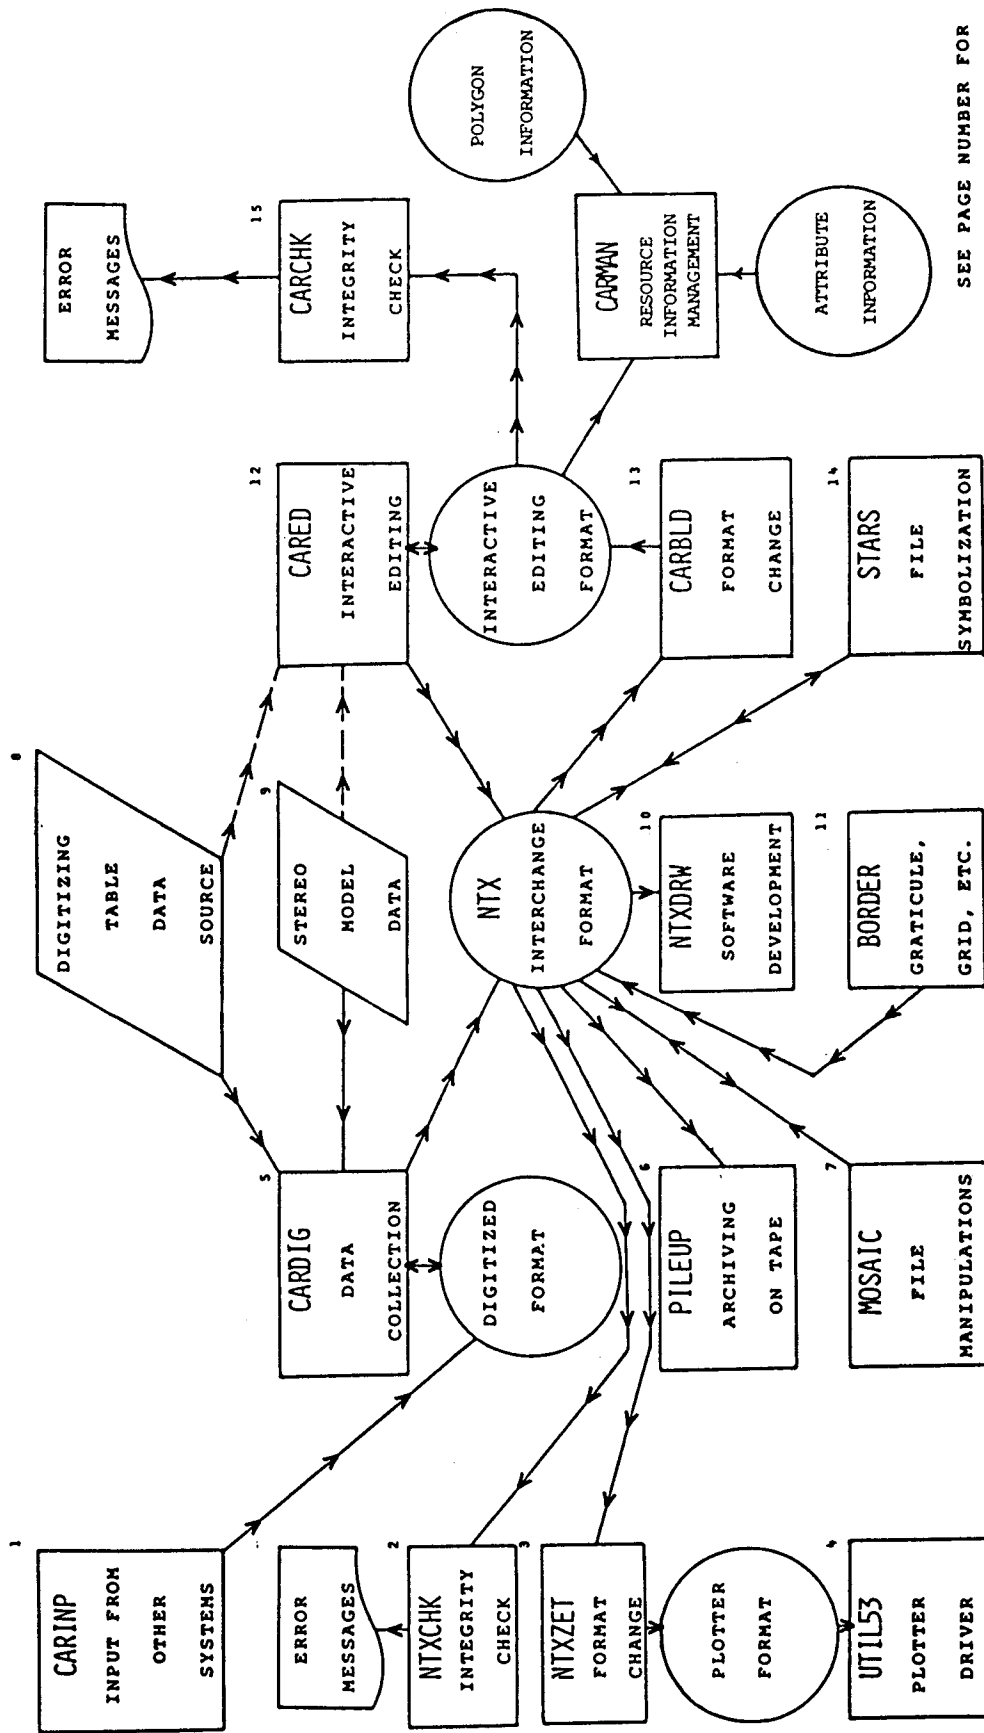 1
CARINP
INPUT FROM
OTHER
SYSTEMS
ERROR
MESSAGES
2
NTXCHK
INTEGRITY
CHECK
3
NTXZET
FORMAT
CHANGE
PLOTTER
FORMAT
4
UTIL53
PLOTTER
DRIVER
5
CARDIG
DATA
COLLECTION
DIGITIZED
FORMAT
6
PILEUP
ARCHIVING
ON TAPE
7
MOSAIC
FILE
MANIPULATIONS
8
DIGITIZING
TABLE
DATA
SOURCE
9
STEREO
MODEL
DATA
NTX
INTERCHANGE
FORMAT
10
NTXDRW
SOFTWARE
DEVELOPMENT
11
BORDER
GRATICULE,
GRID, ETC.
12
CARED
INTERACTIVE
EDITING
INTERACTIVE
EDITING
FORMAT
13
CARBLD
FORMAT
CHANGE
14
STARS
FILE
SYMBOLIZATION
ERROR
MESSAGES
15
CARCHK
INTEGRITY
CHECK
POLYGON
INFORMATION
CARMAN
RESOURCE
INFORMATION
MANAGEMENT
ATTRIBUTE
INFORMATION
SEE PAGE NUMBER FOR